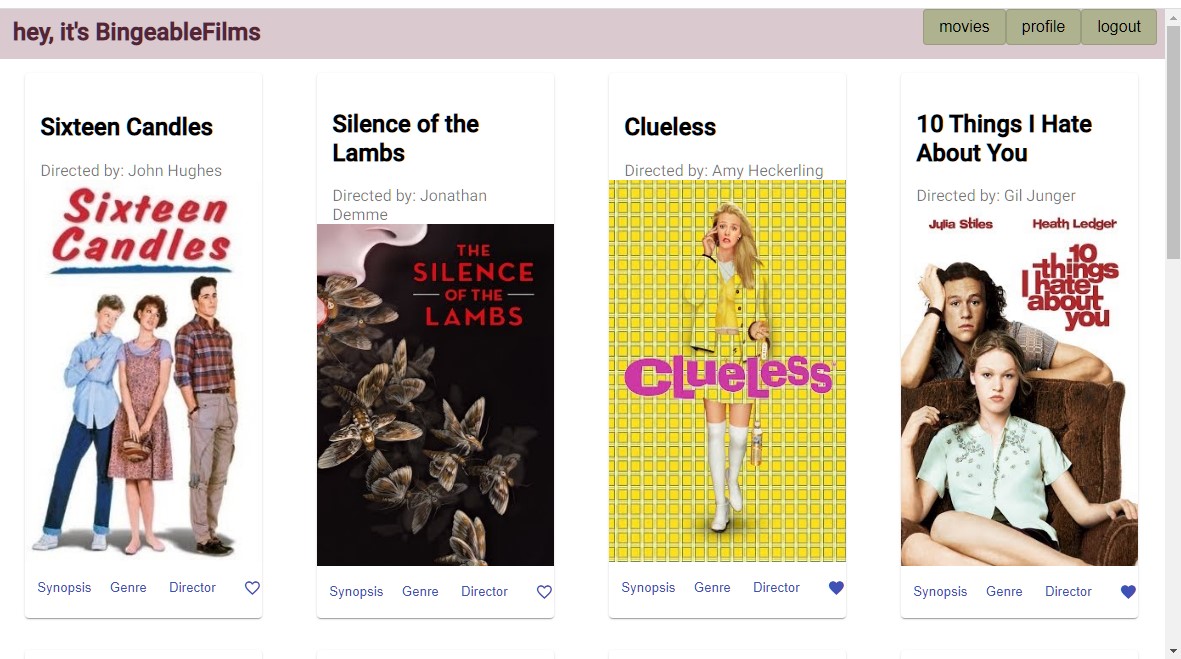 hey, it's BingeableFilms
movies
profile
logout
Sixteen Candles
Directed by: John Hughes
Sixteen
Candles
Synopsis
Genre
Director
Silence of the
Lambs
Directed by: Jonathan
Demme
THE
SILENCE
OF THE
LAMBS
Synopsis
Genre
Director
Clueless
Directed by: Amy Heckerling
CLUELESS
Synopsis
Genre
Director
10 Things I Hate
About You
Directed by: Gil Junger
Julia Stiles
Heath Ledger
10
things
I hate
about
you
Synopsis
Genre
Director